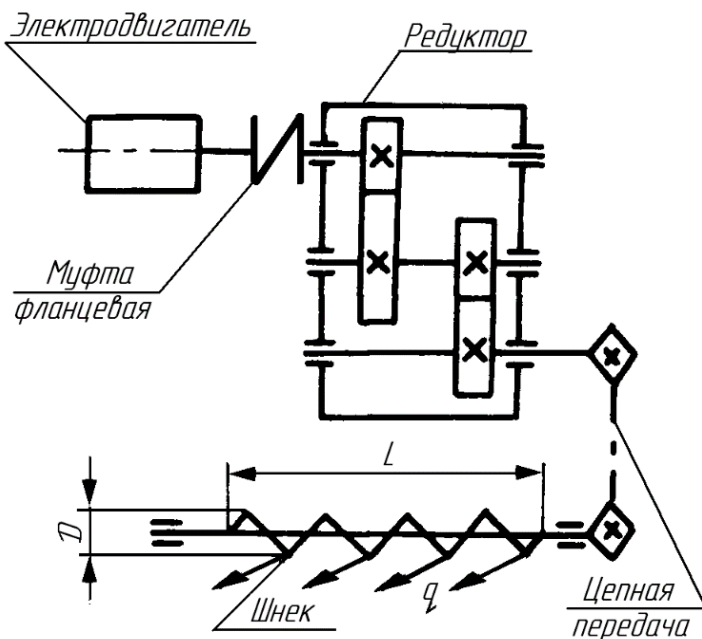 Электродвигатель
Редуктор
Муфта
фланцевая
L
D
q
Шнек
Цепная
передача